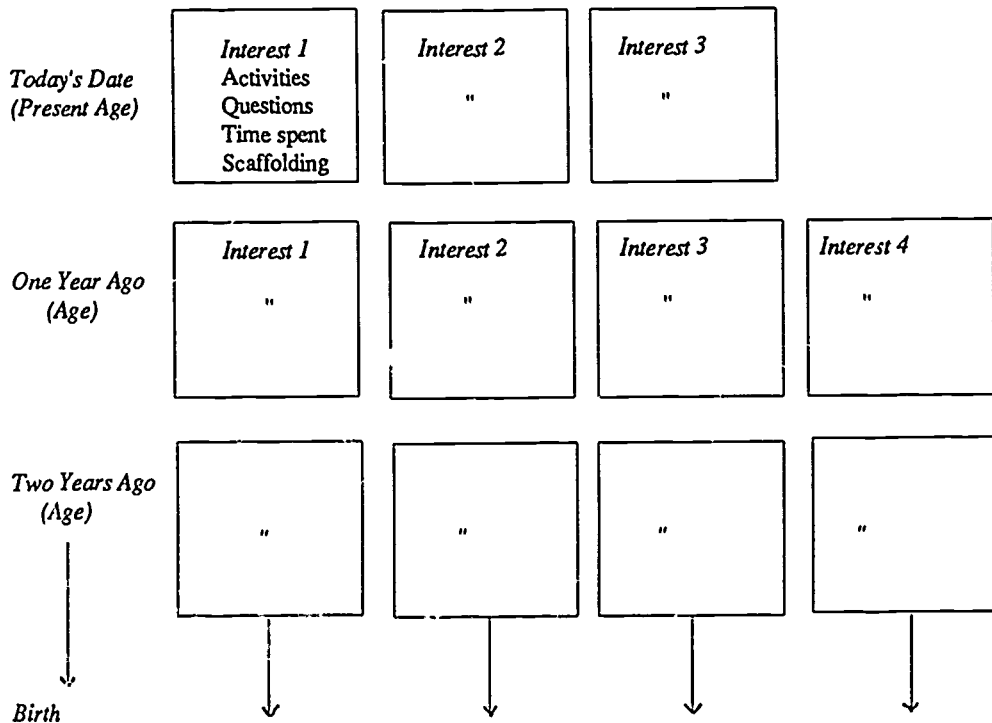 Interest 1 Interest 2 Interest 3
Today's Date
(Present Age)
Activities
Questions
Time spent
Scaffolding
" "
One Year Ago
(Age)
Interest 1 Interest 2 Interest 3 Interest 4
" " " "
Two Years Ago
(Age)
" " " "
Birth